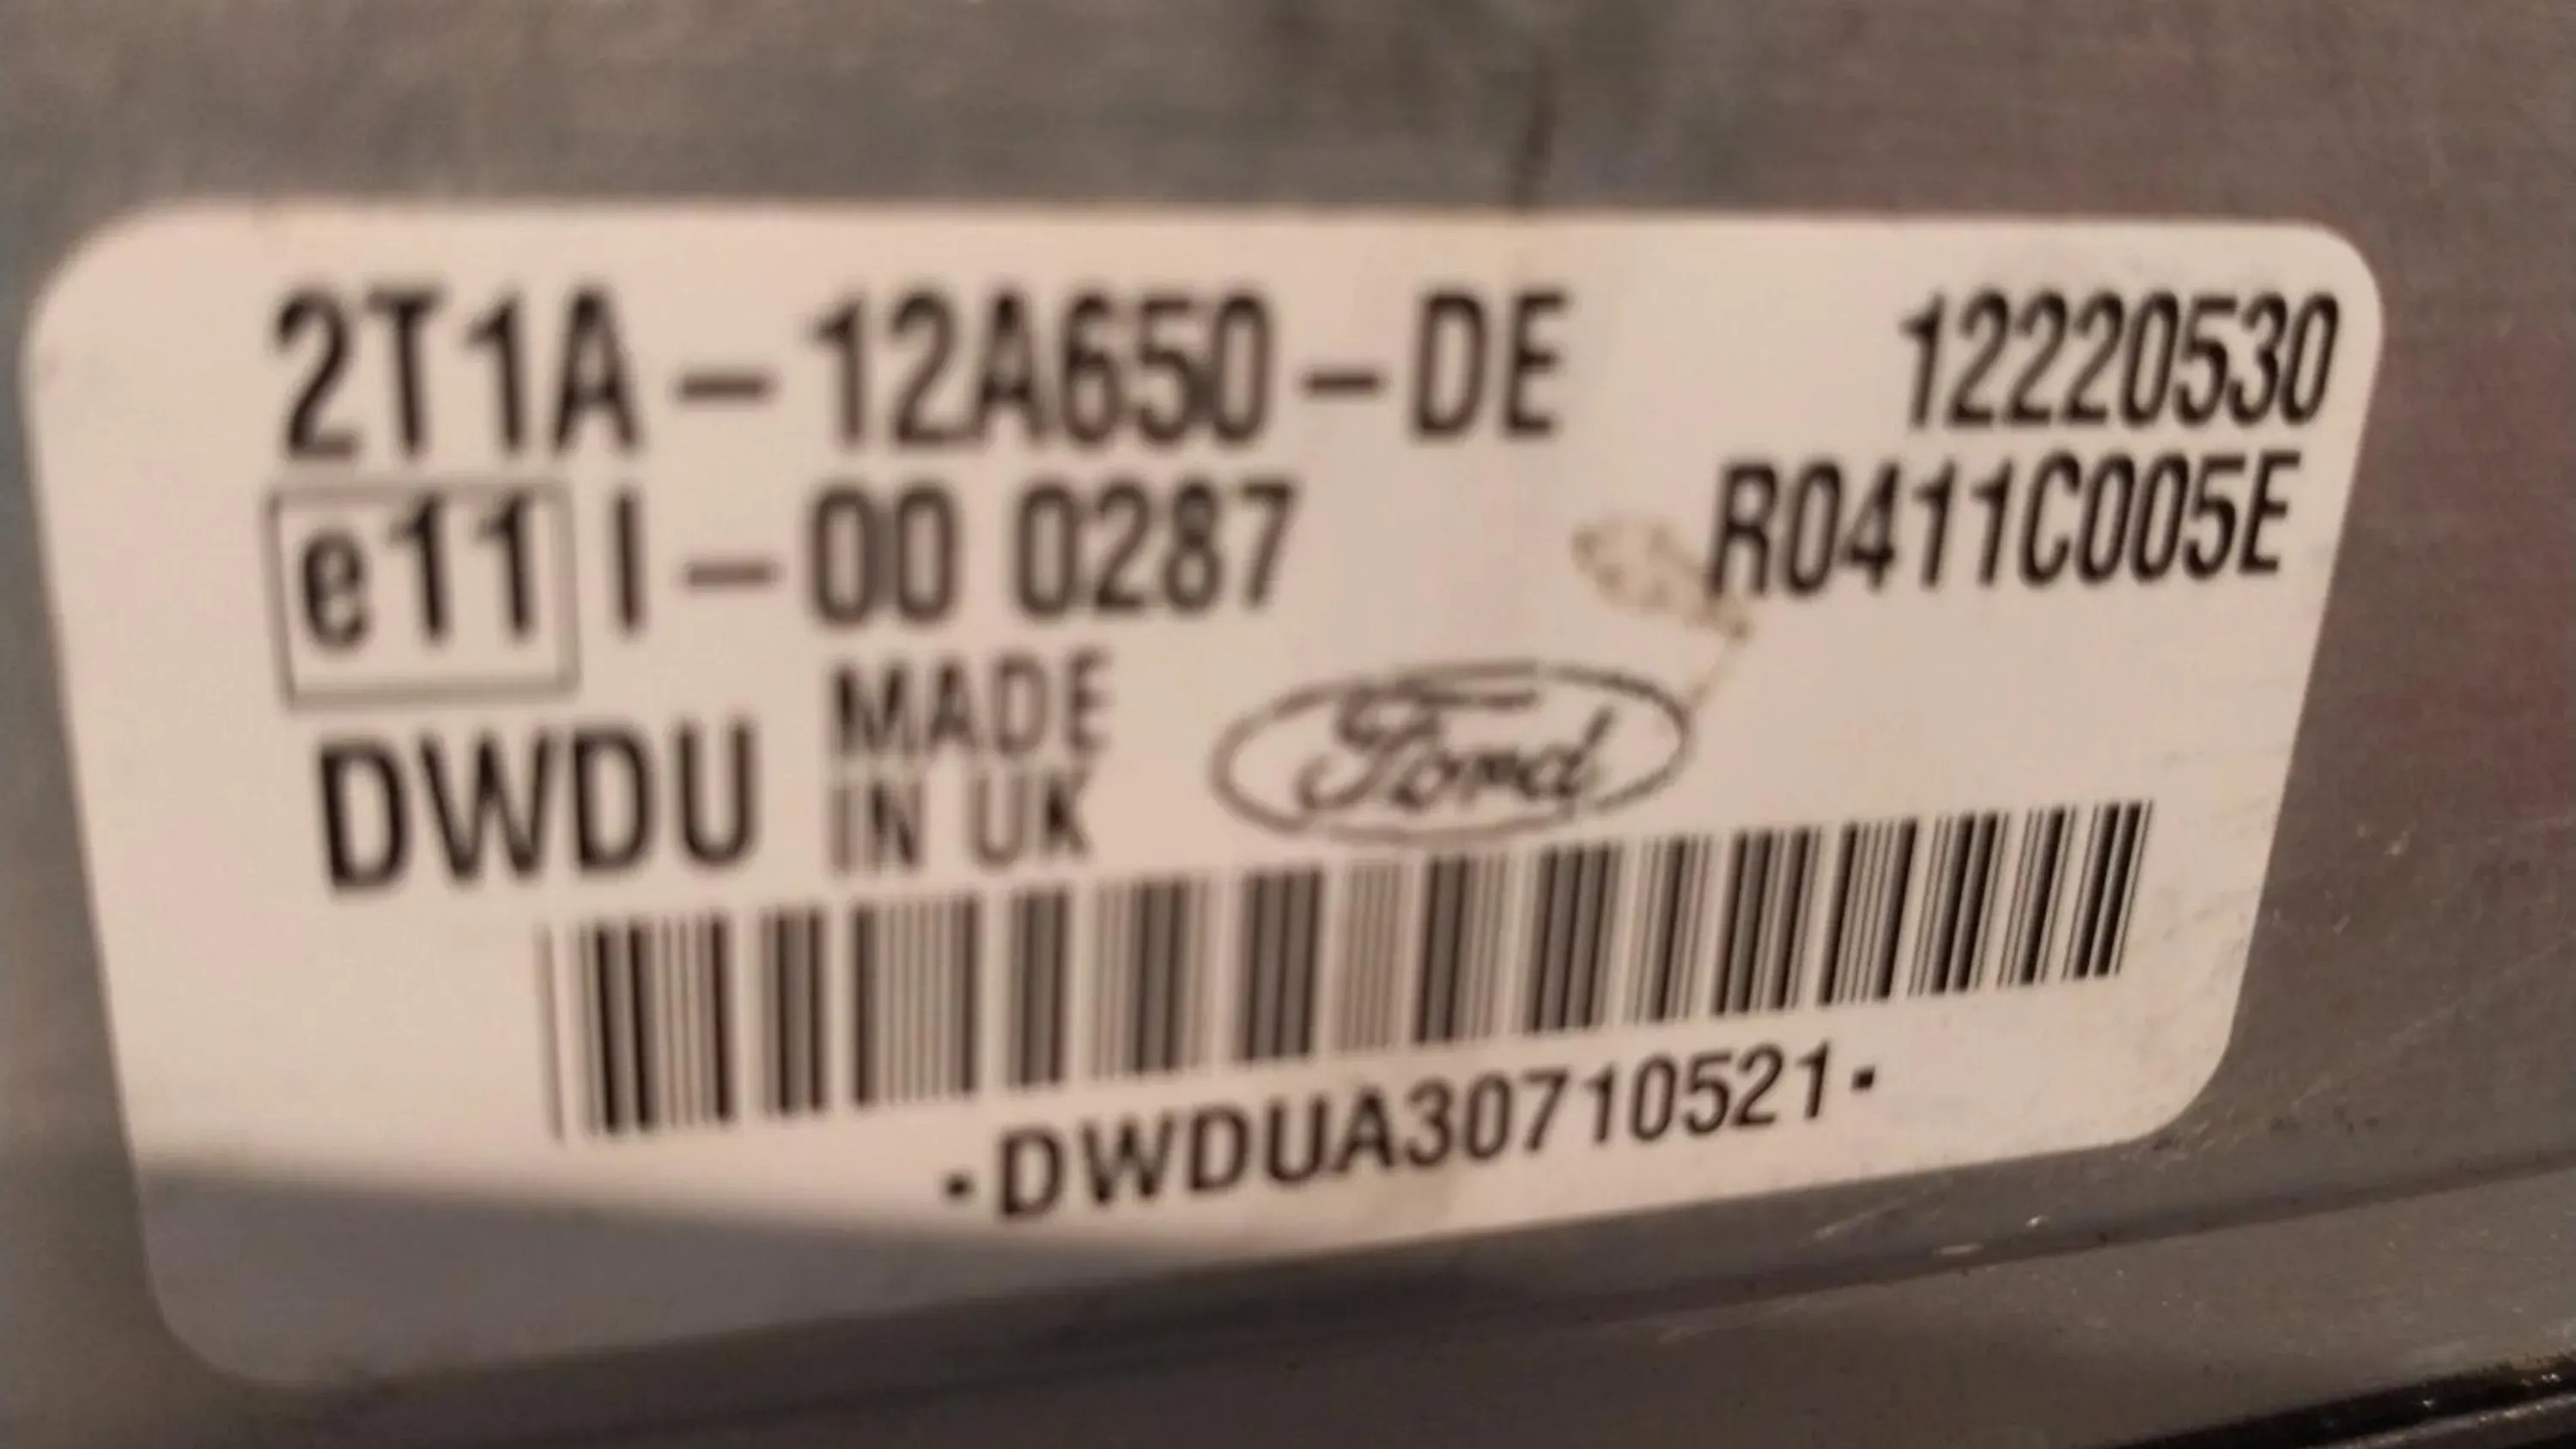 2T1A-12A650-DE 12220530
e11 I-00 0287 R0411C005E
DWDU MADE IN UK Ford
·DWDUA30710521·